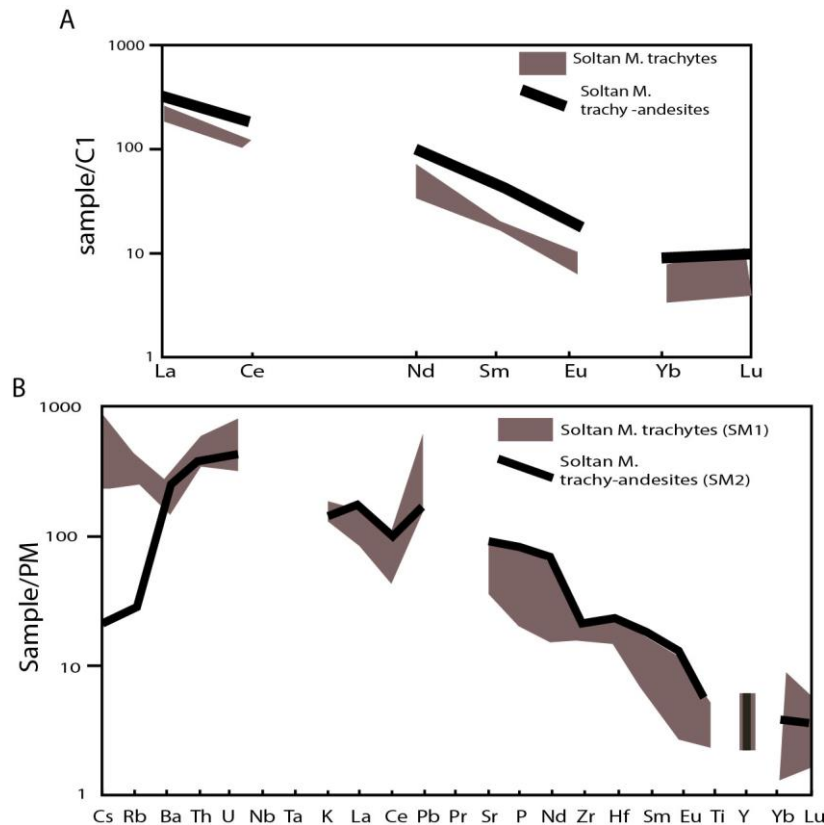 A
1000
Soltan M. trachytes
Soltan M.
trachy -andesites
100
sample/C1
10
1
La Ce Nd Sm Eu Yb Lu
B
1000
Soltan M. trachytes (SM1)
Soltan M.
trachy-andesites (SM2)
100
Sample/PM
10
1
Cs Rb Ba Th U Nb Ta K La Ce Pb Pr Sr P Nd Zr Hf Sm Eu Ti Y Yb Lu